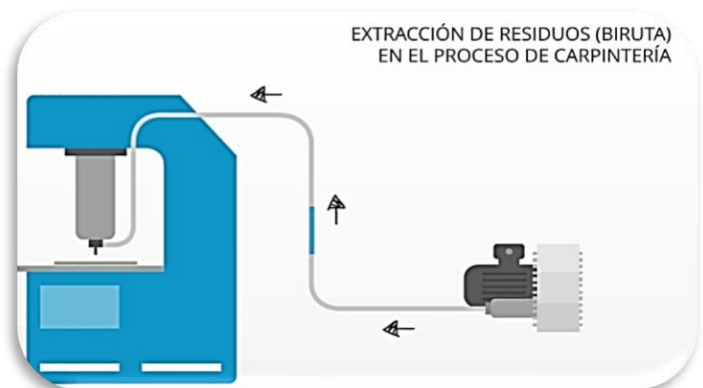 EXTRACCIÓN DE RESIDUOS (BIRUTA)
EN EL PROCESO DE CARPINTERÍA